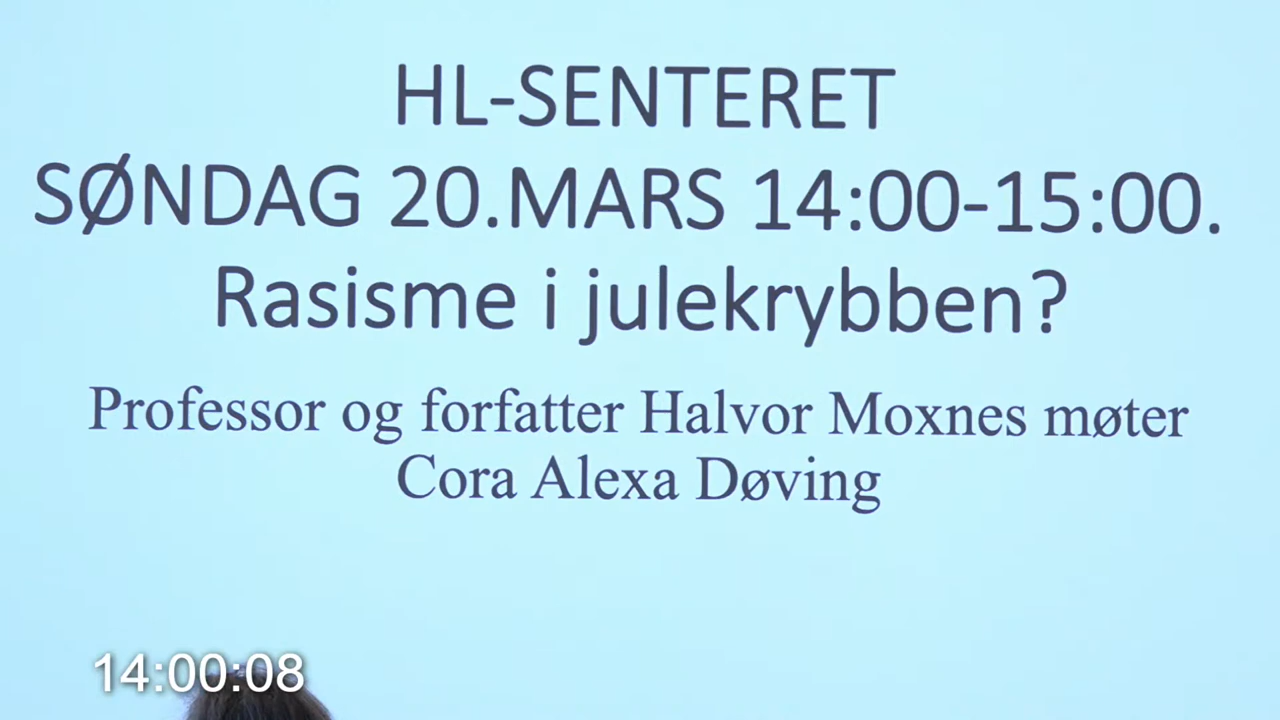 HL-SENTERET
SØNDAG 20.MARS 14:00-15:00.
Rasisme i julekrybben?
Professor og forfatter Halvor Moxnes møter
Cora Alexa Døving
14:00:08